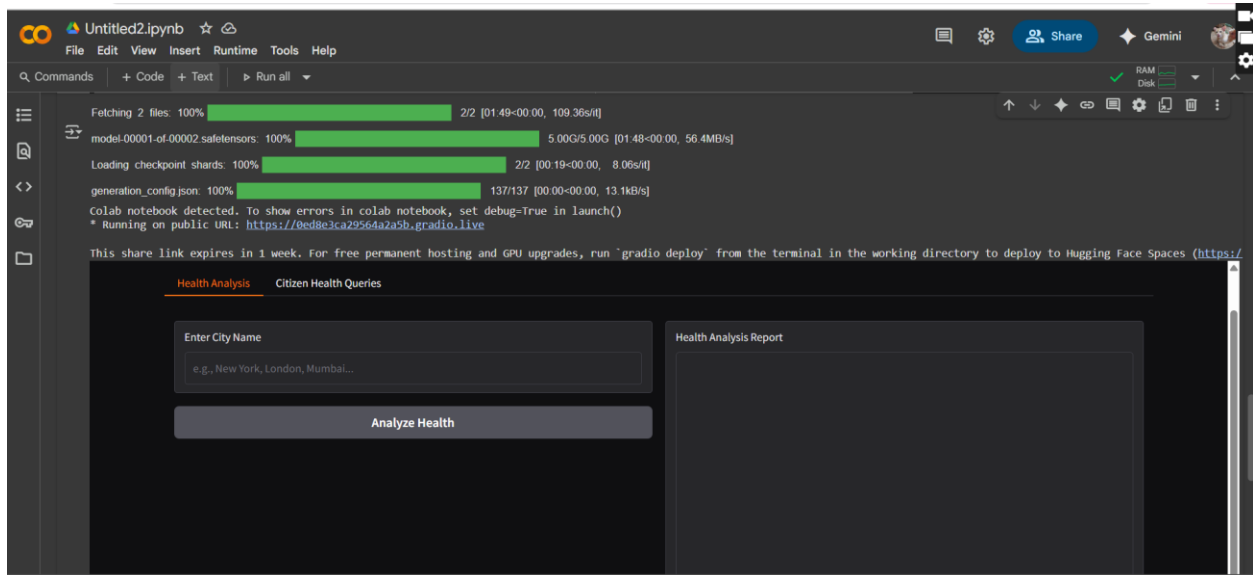 CO Untitled2.ipynb
File Edit View Insert Runtime Tools Help
Share Gemini
Commands + Code + Text Run all RAM
Disk
Fetching 2 files: 100% 2/2 [01:49<00:00, 109.36s/it]
model-00001-of-00002.safetensors: 100% 5.00G/5.00G [01:48<00:00, 56.4MB/s]
Loading checkpoint shards: 100% 2/2 [00:19<00:00, 8.06s/it]
generation_config.json: 100% 137/137 [00:00<00:00, 13.1kB/s]
Colab notebook detected. To show errors in colab notebook, set debug=True in launch()
* Running on public URL: https://0ed8e3ca29564a2a5b.gradio.live
This share link expires in 1 week. For free permanent hosting and GPU upgrades, run `gradio deploy` from the terminal in the working directory to deploy to Hugging Face Spaces (https:/
Health Analysis Citizen Health Queries
Enter City Name
e.g., New York, London, Mumbai...
Analyze Health
Health Analysis Report